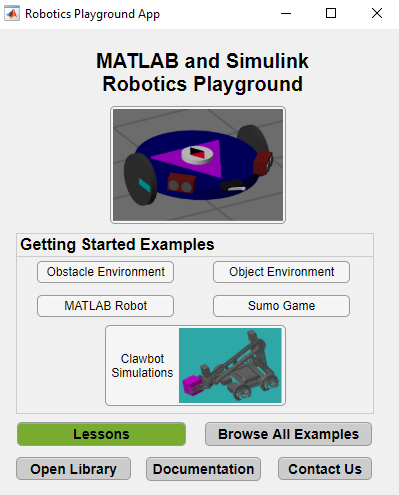 Robotics Playground App
MATLAB and Simulink
Robotics Playground
Getting Started Examples
Obstacle Environment
Object Environment
MATLAB Robot
Sumo Game
Clawbot
Simulations
Lessons
Browse All Examples
Open Library
Documentation
Contact Us